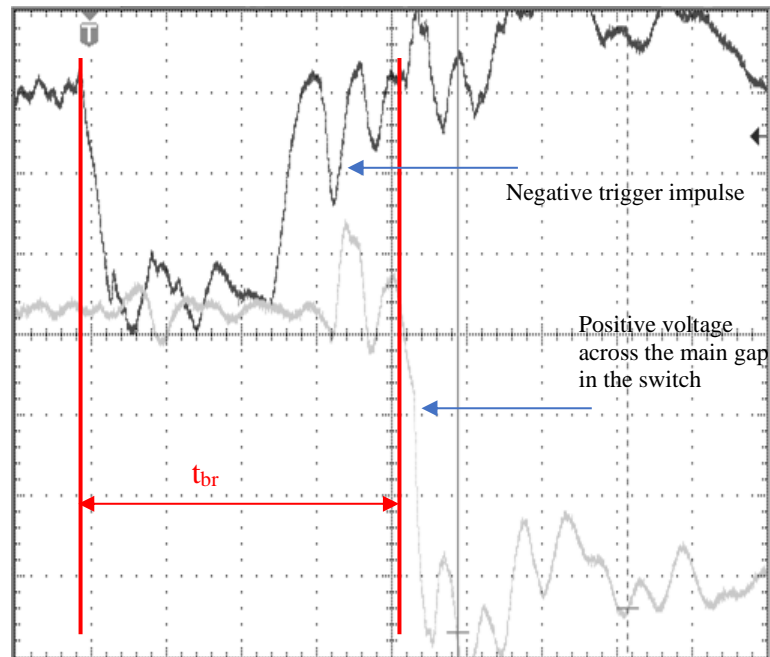 T
Negative trigger impulse
Positive voltage
across the main gap
in the switch
tbr